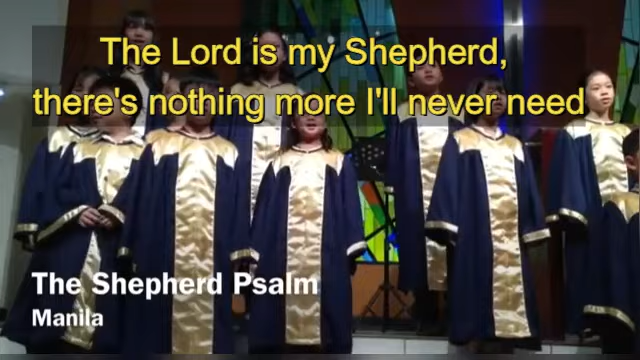 The Lord is my Shepherd,
there's nothing more I'll never need
The Shepherd Psalm
Manila